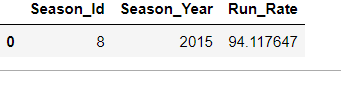 Season_Id Season_Year Run_Rate
0 8 2015 94.117647